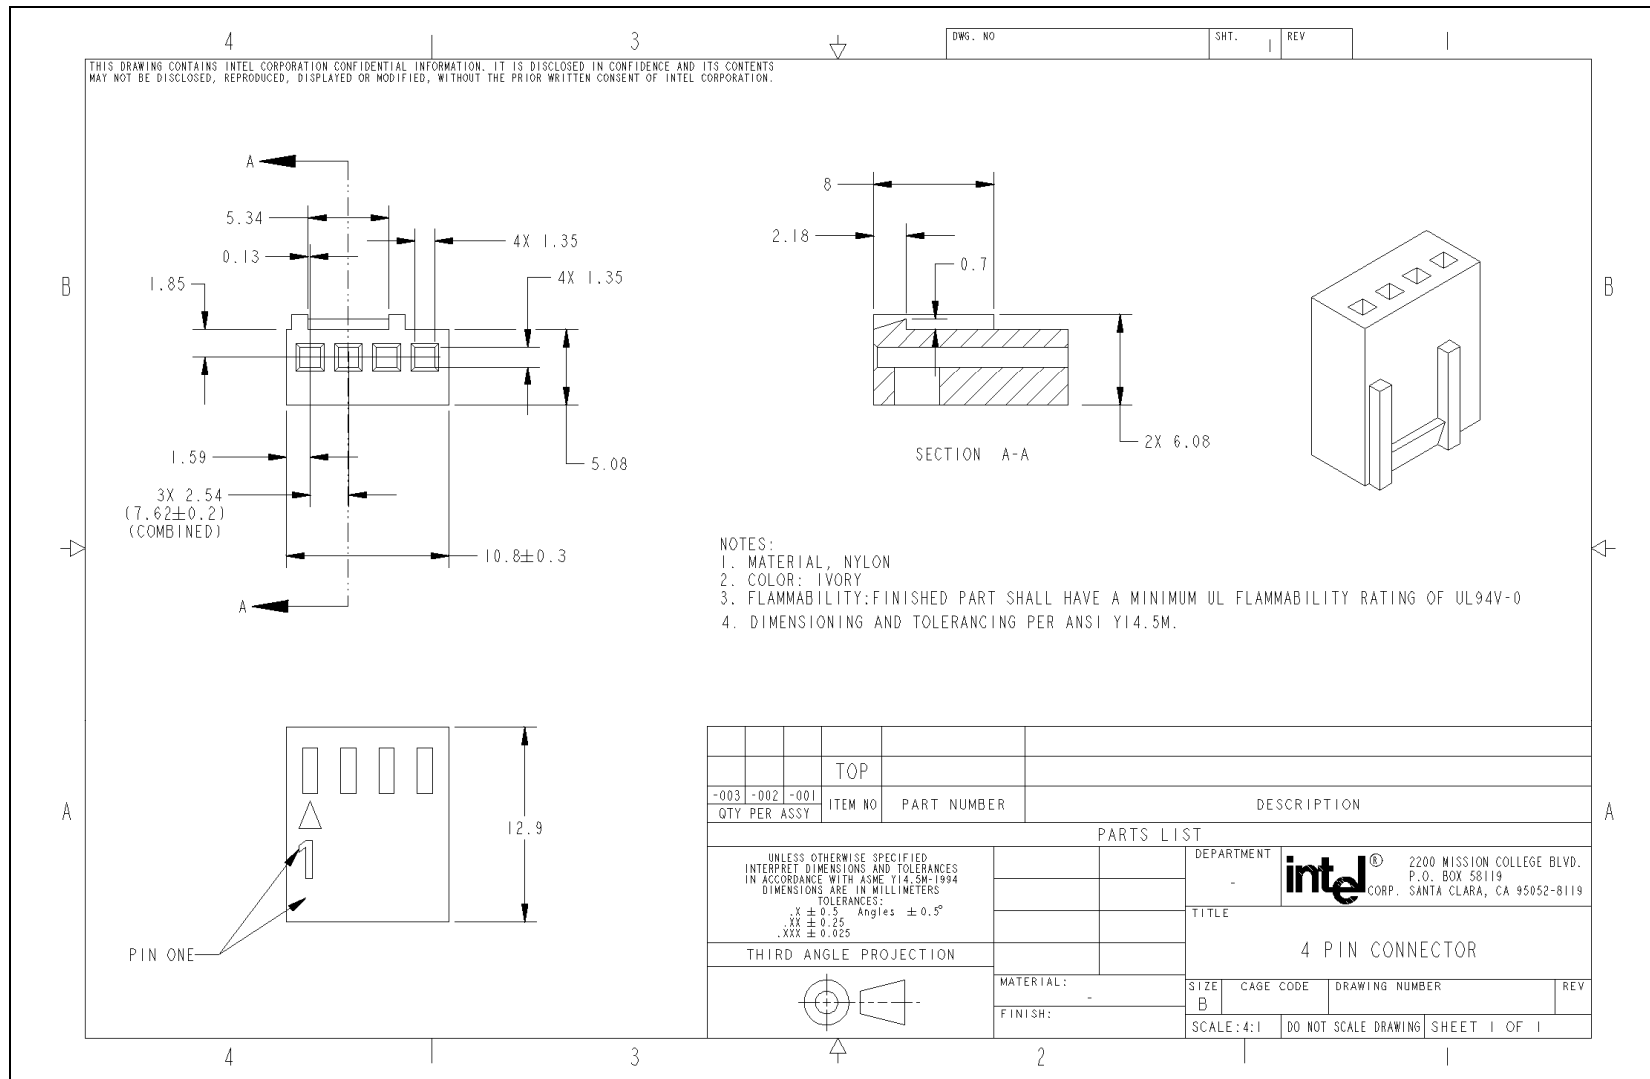 4
3
DWG. NO
SHT.
1
REV
1
THIS DRAWING CONTAINS INTEL CORPORATION CONFIDENTIAL INFORMATION. IT IS DISCLOSED IN CONFIDENCE AND ITS CONTENTS
MAY NOT BE DISCLOSED, REPRODUCED, DISPLAYED OR MODIFIED, WITHOUT THE PRIOR WRITTEN CONSENT OF INTEL CORPORATION.
A
5.34
4X 1.35
0.13
4X 1.35
1.85
1.59
5.08
3X 2.54
(7.62±0.2)
(COMBINED)
10.8±0.3
A
8
2.18
0.7
2X 6.08
SECTION A-A
B
B
NOTES:
1. MATERIAL, NYLON
2. COLOR: IVORY
3. FLAMMABILITY:FINISHED PART SHALL HAVE A MINIMUM UL FLAMMABILITY RATING OF UL94V-0
4. DIMENSIONING AND TOLERANCING PER ANSI Y14.5M.
A
1
12.9
PIN ONE
A
TOP
-003 -002 -001
QTY PER ASSY
ITEM NO
PART NUMBER
DESCRIPTION
PARTS LIST
UNLESS OTHERWISE SPECIFIED
INTERPRET DIMENSIONS AND TOLERANCES
IN ACCORDANCE WITH ASME Y14.5M-1994
DIMENSIONS ARE IN MILLIMETERS
TOLERANCES:
.X ± 0.5 Angles ±0.5°
.XX ± 0.25
.XXX ± 0.025
THIRD ANGLE PROJECTION
MATERIAL:
-
FINISH:
DEPARTMENT
-
intel®
CORP.
2200 MISSION COLLEGE BLVD.
P.O. BOX 58119
SANTA CLARA, CA 95052-8119
TITLE
4 PIN CONNECTOR
SIZE
B
CAGE CODE
DRAWING NUMBER
REV
SCALE:4:1
DO NOT SCALE DRAWING
SHEET 1 OF 1
4
3
2
1